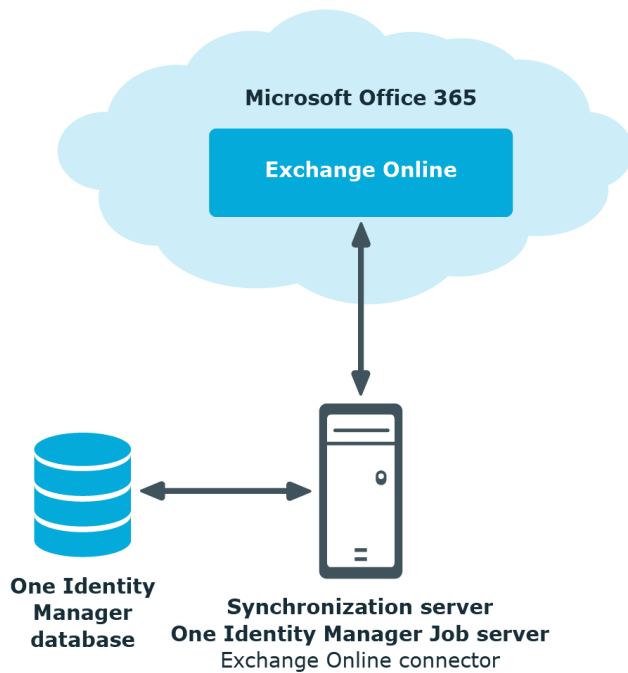 Microsoft Office 365
Exchange Online
One Identity
Manager
database
Synchronization server
One Identity Manager Job server
Exchange Online connector